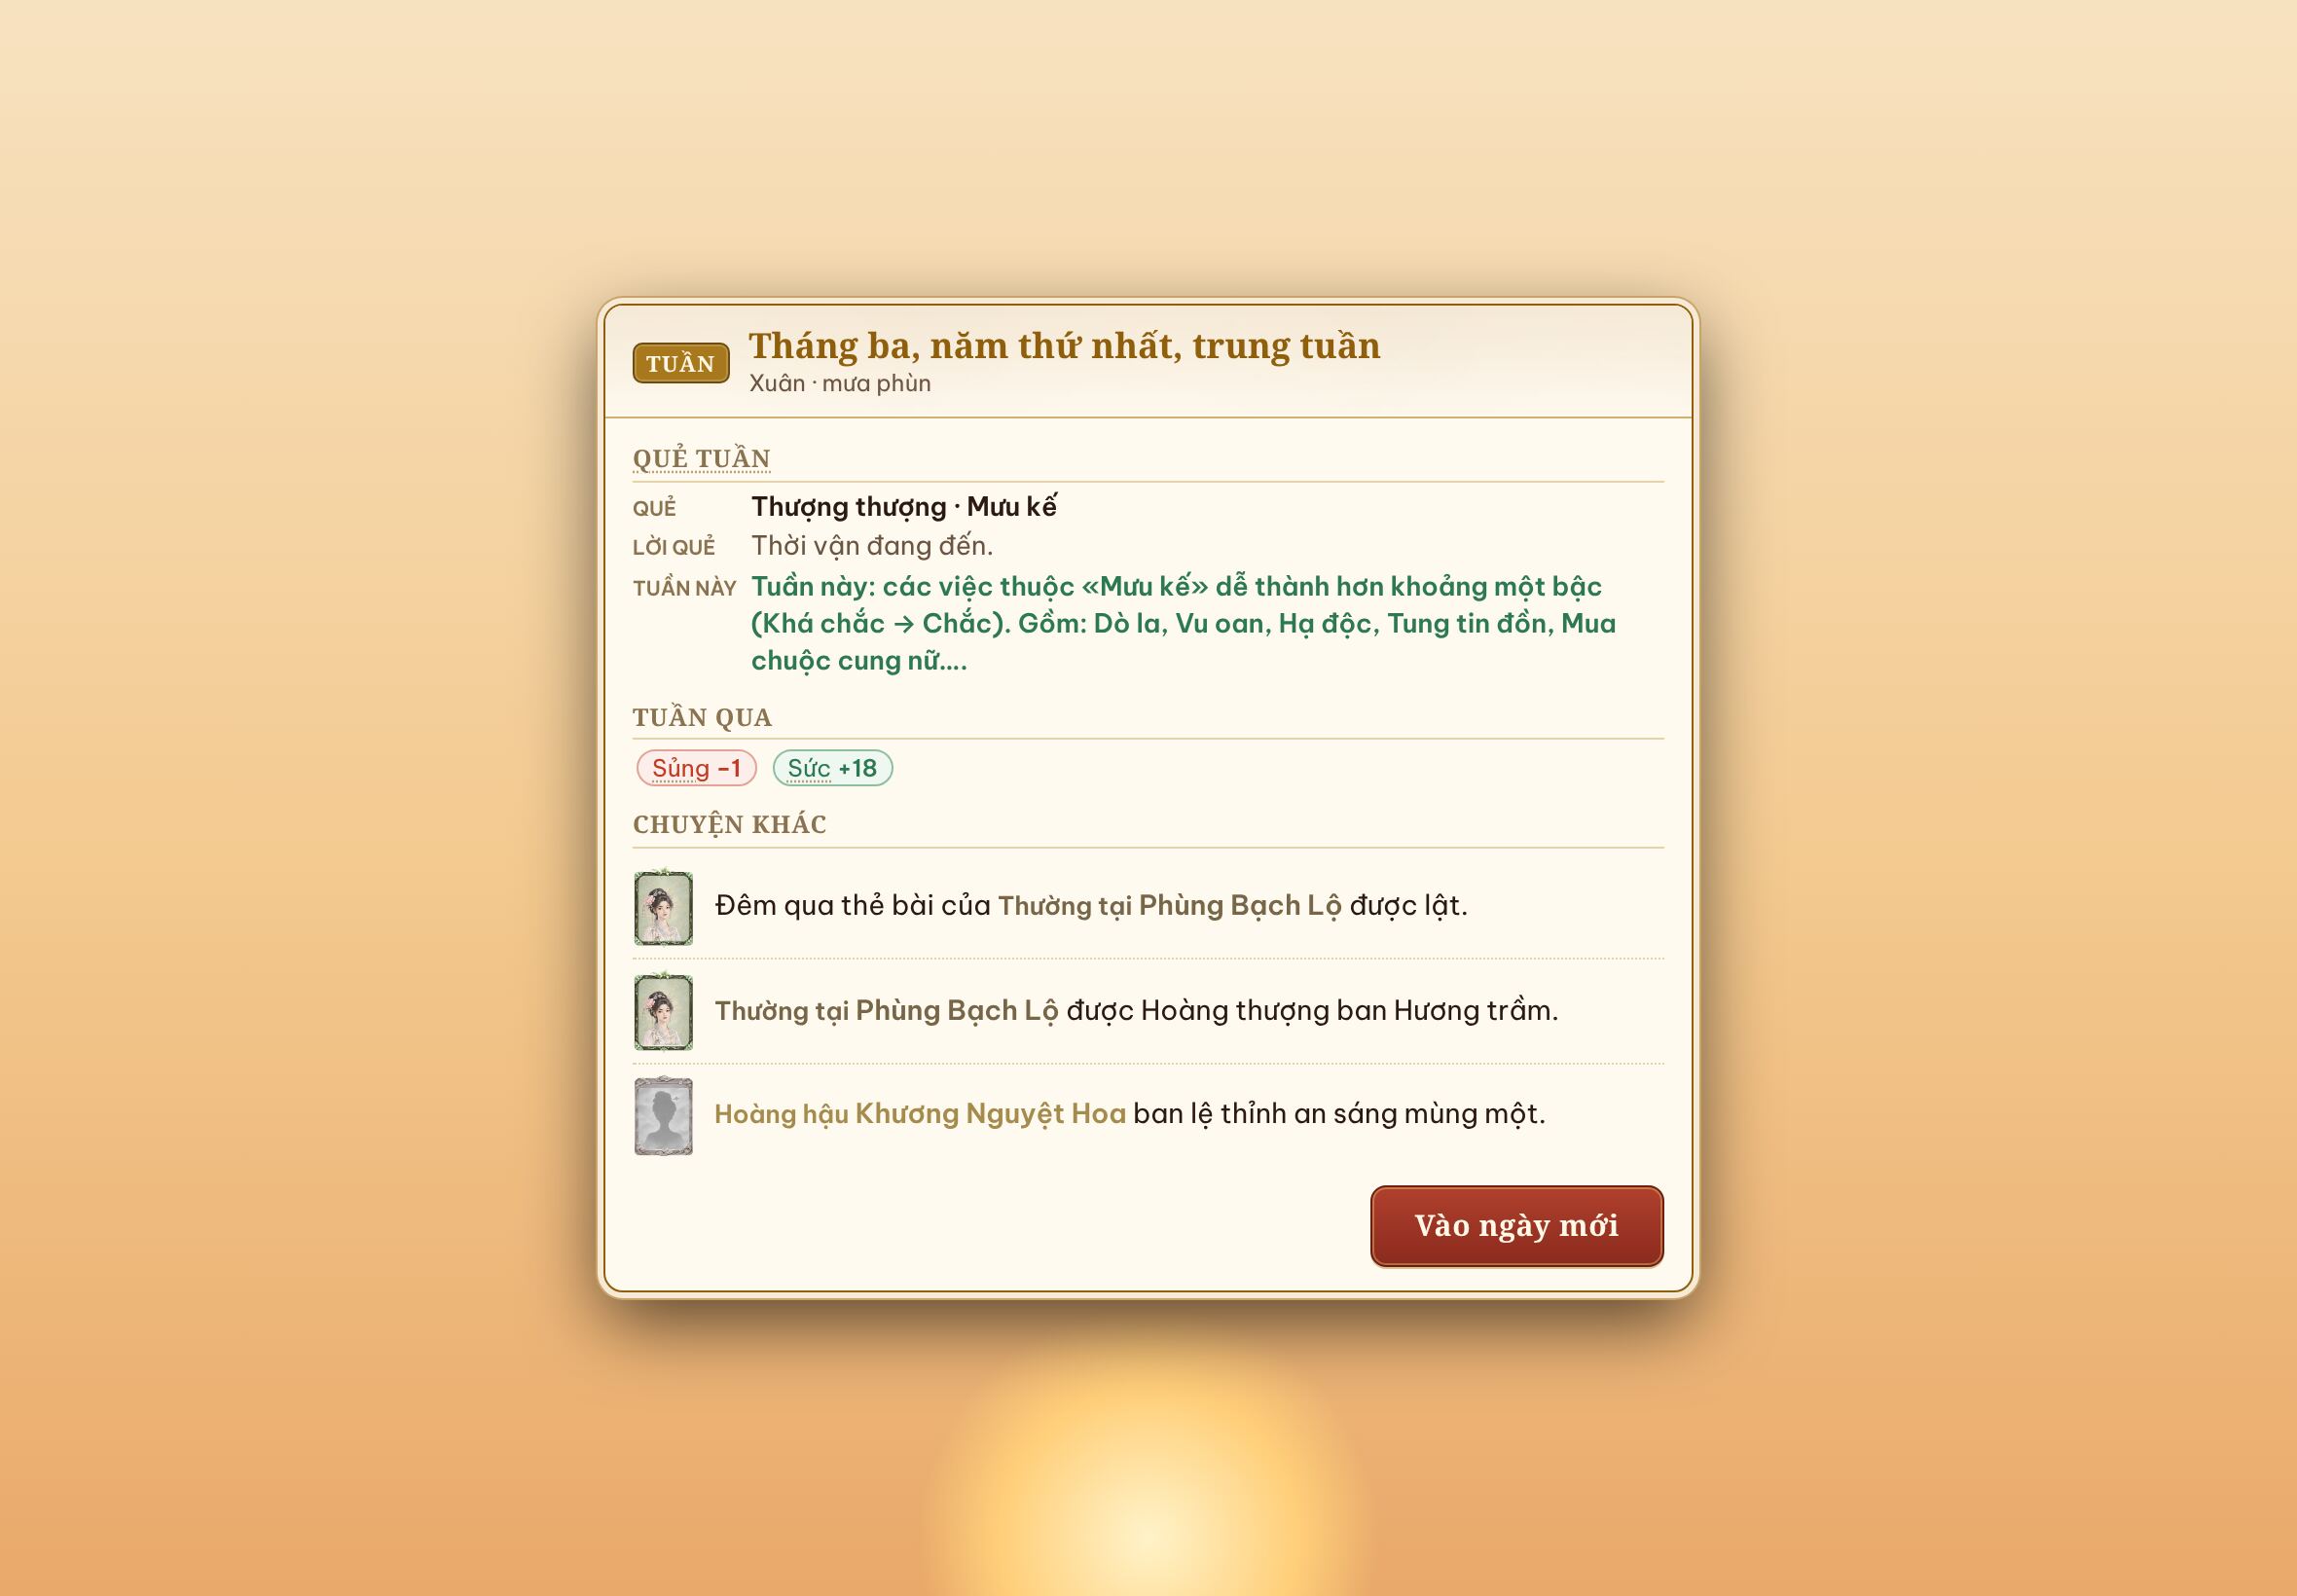 TUẦN
Tháng ba, năm thứ nhất, trung tuần
Xuân · mưa phùn
QUẺ TUẦN
QUẺ Thượng thượng · Mưu kế
LỜI QUẺ Thời vận đang đến.
TUẦN NÀY Tuần này: các việc thuộc «Mưu kế» dễ thành hơn khoảng một bậc
(Khá chắc → Chắc). Gồm: Dò la, Vu oan, Hạ độc, Tung tin đồn, Mua
chuộc cung nữ….
TUẦN QUA
Sủng −1 Sức +18
CHUYỆN KHÁC
Đêm qua thẻ bài của Thường tại Phùng Bạch Lộ được lật.
Thường tại Phùng Bạch Lộ được Hoàng thượng ban Hương trầm.
Hoàng hậu Khương Nguyệt Hoa ban lệ thỉnh an sáng mùng một.
Vào ngày mới